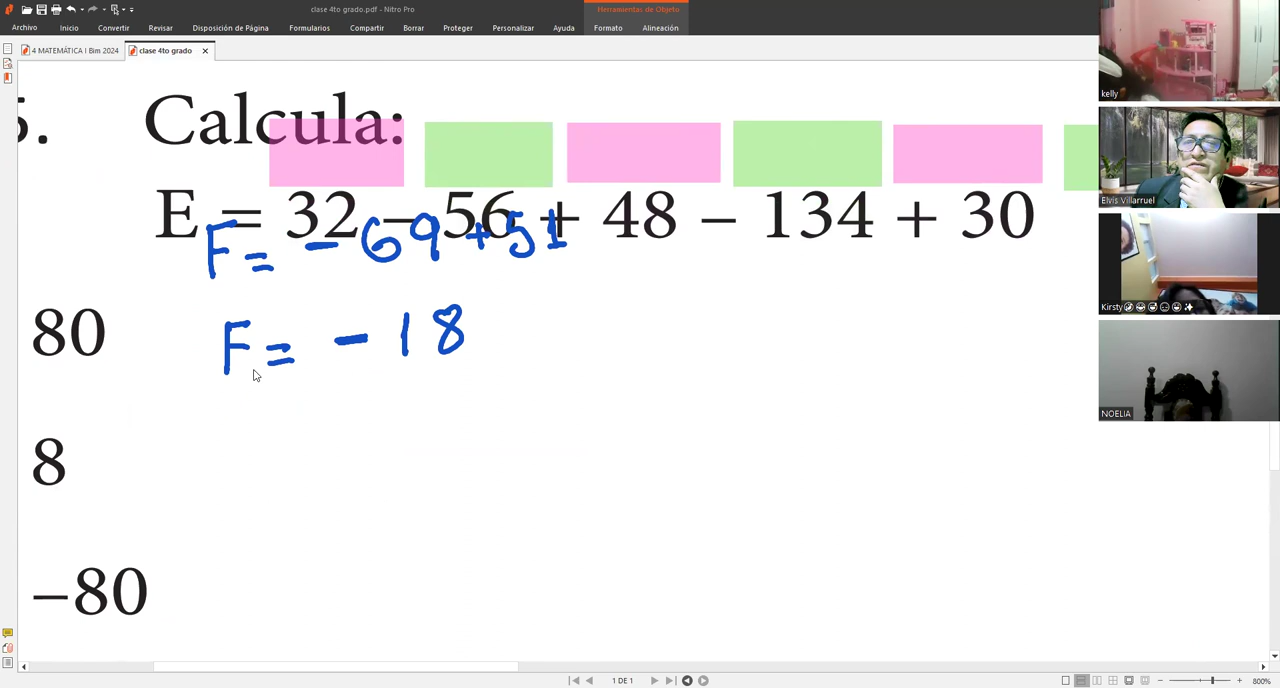 clase 4to grado.pdf - Nitro Pro
Herramientas de Objeto
Archivo Inicio Convertir Revisar Disposición de Página Formularios Compartir Borrar Proteger Personalizar Ayuda Formato Alineación
4 MATEMÁTICA I Bim 2024 clase 4to grado
5. Calcula:
E = 32 – 56 + 48 – 134 + 30
F = - 69 + 51
80
F = - 18
8
–80
kelly
Elvis Villarruel
Kirsty
NOELIA
1 DE 1
800%